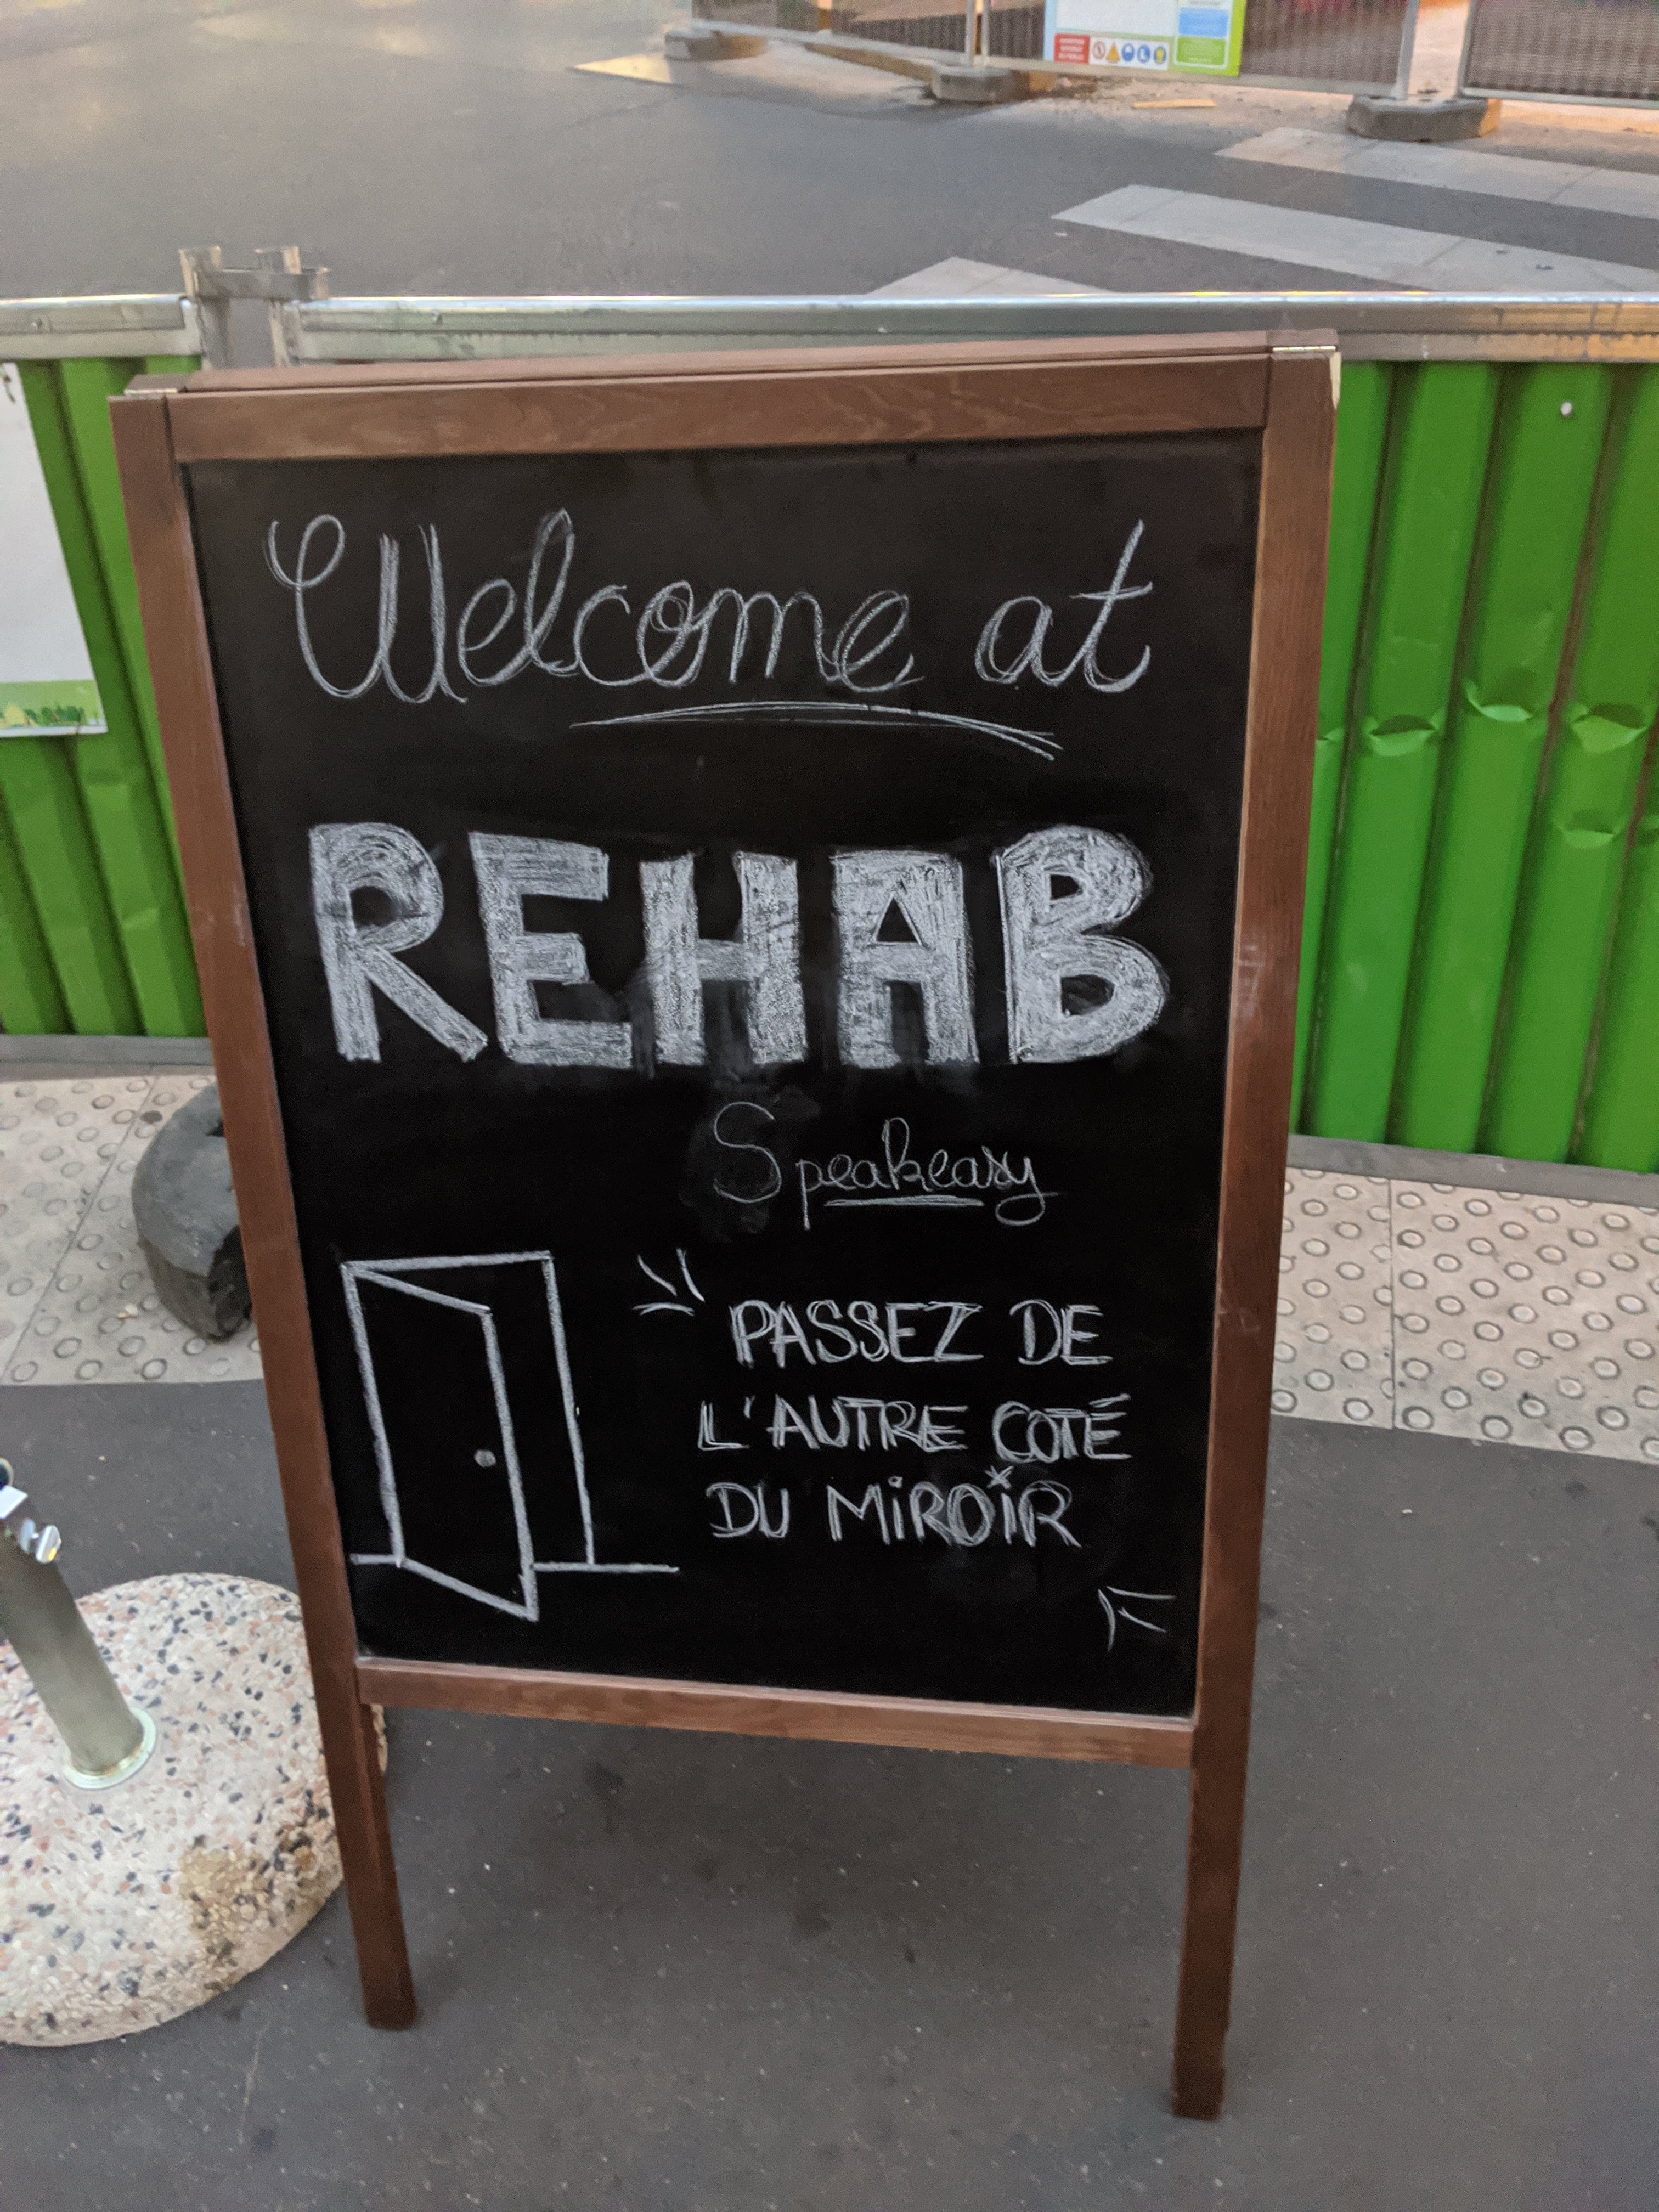 Welcome at
REHAB
Speakeasy
PASSEZ DE
L'AUTRE COTÉ
DU MiROiR